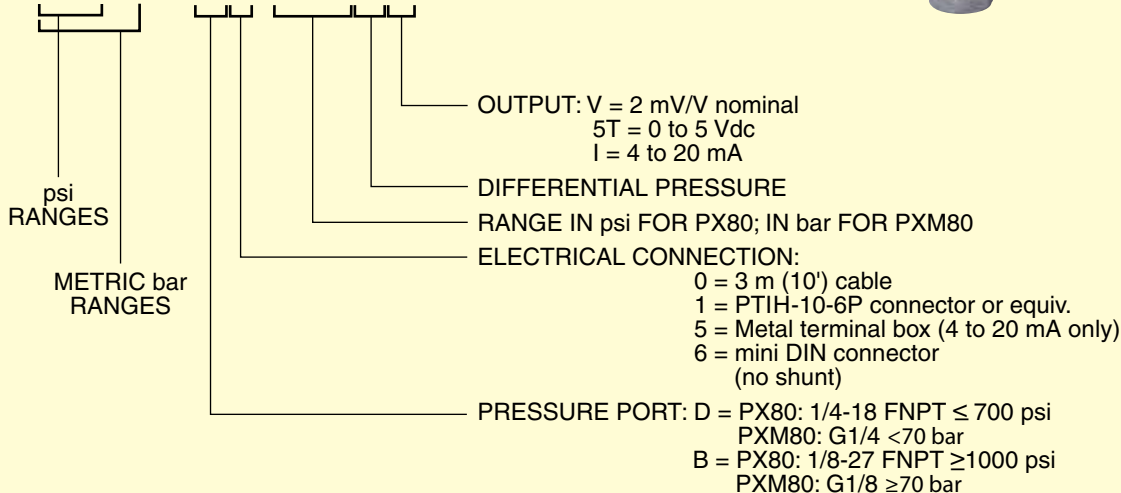 OUTPUT: V = 2 mV/V nominal
5T = 0 to 5 Vdc
I = 4 to 20 mA
DIFFERENTIAL PRESSURE
psi
RANGES
RANGE IN psi FOR PX80; IN bar FOR PXM80
ELECTRICAL CONNECTION:
METRIC bar
RANGES
0 = 3 m (10') cable
1 = PTIH-10-6P connector or equiv.
5 = Metal terminal box (4 to 20 mA only)
6 = mini DIN connector
(no shunt)
PRESSURE PORT: D = PX80: 1/4-18 FNPT ≤ 700 psi
PXM80: G1/4 <70 bar
B = PX80: 1/8-27 FNPT ≥1000 psi
PXM80: G1/8 ≥70 bar